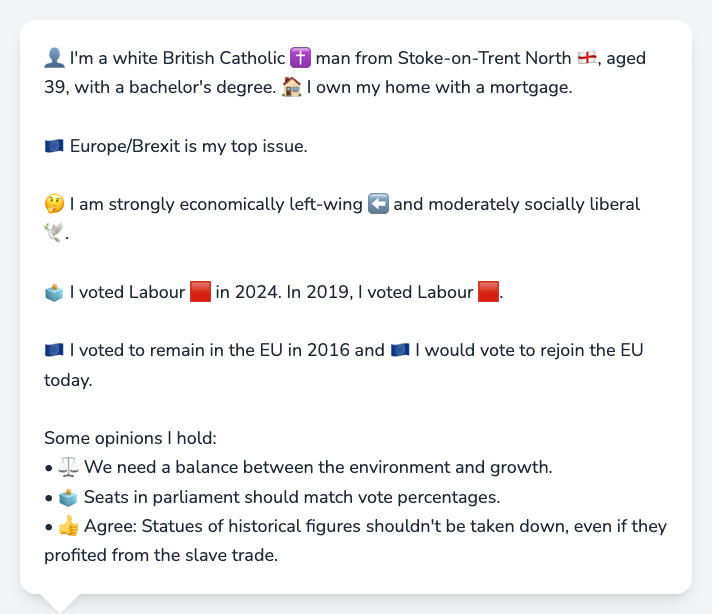 👤 I'm a white British Catholic ✝️ man from Stoke-on-Trent North 🏴󠁧󠁢󠁥󠁮󠁧󠁿, aged
39, with a bachelor's degree. 🏠 I own my home with a mortgage.
🇪🇺 Europe/Brexit is my top issue.
🤔 I am strongly economically left-wing ⬅️ and moderately socially liberal
🕊️.
🗳️ I voted Labour 🟥 in 2024. In 2019, I voted Labour 🟥.
🇪🇺 I voted to remain in the EU in 2016 and 🇪🇺 I would vote to rejoin the EU
today.
Some opinions I hold:
• ⚖️ We need a balance between the environment and growth.
• 🗳️ Seats in parliament should match vote percentages.
• 👍 Agree: Statues of historical figures shouldn't be taken down, even if they
profited from the slave trade.